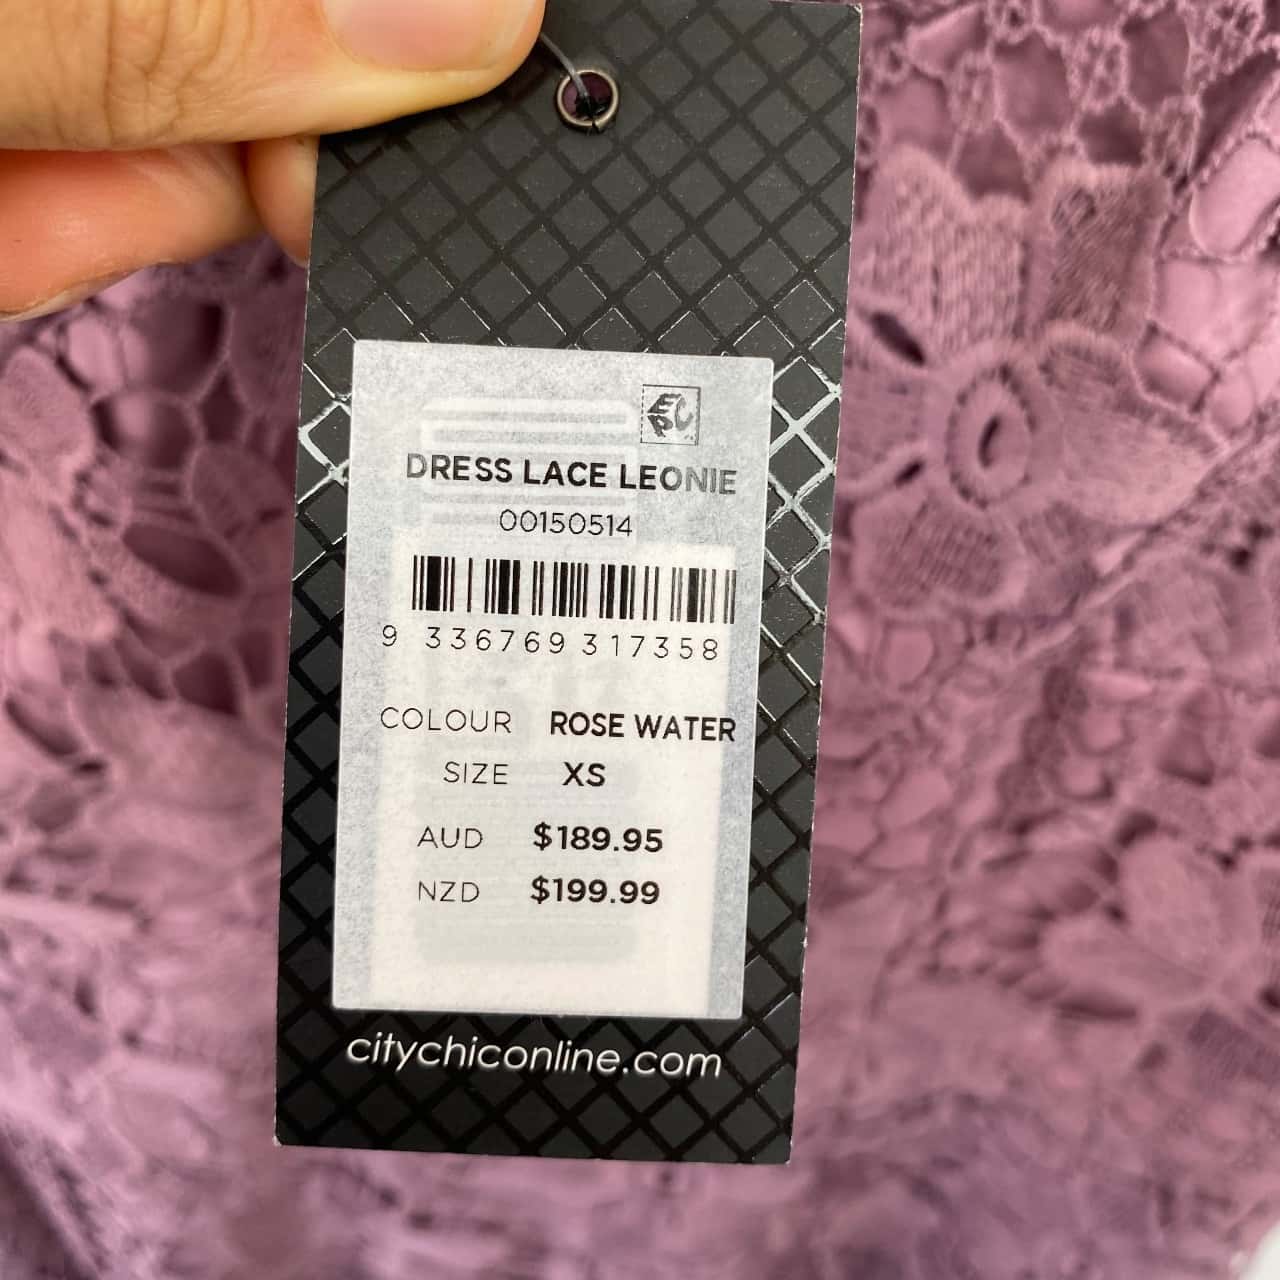 EPC
DRESS LACE LEONIE
00150514
9 336769 317358
COLOUR ROSE WATER
SIZE XS
AUD $189.95
NZD $199.99
citychiconline.com